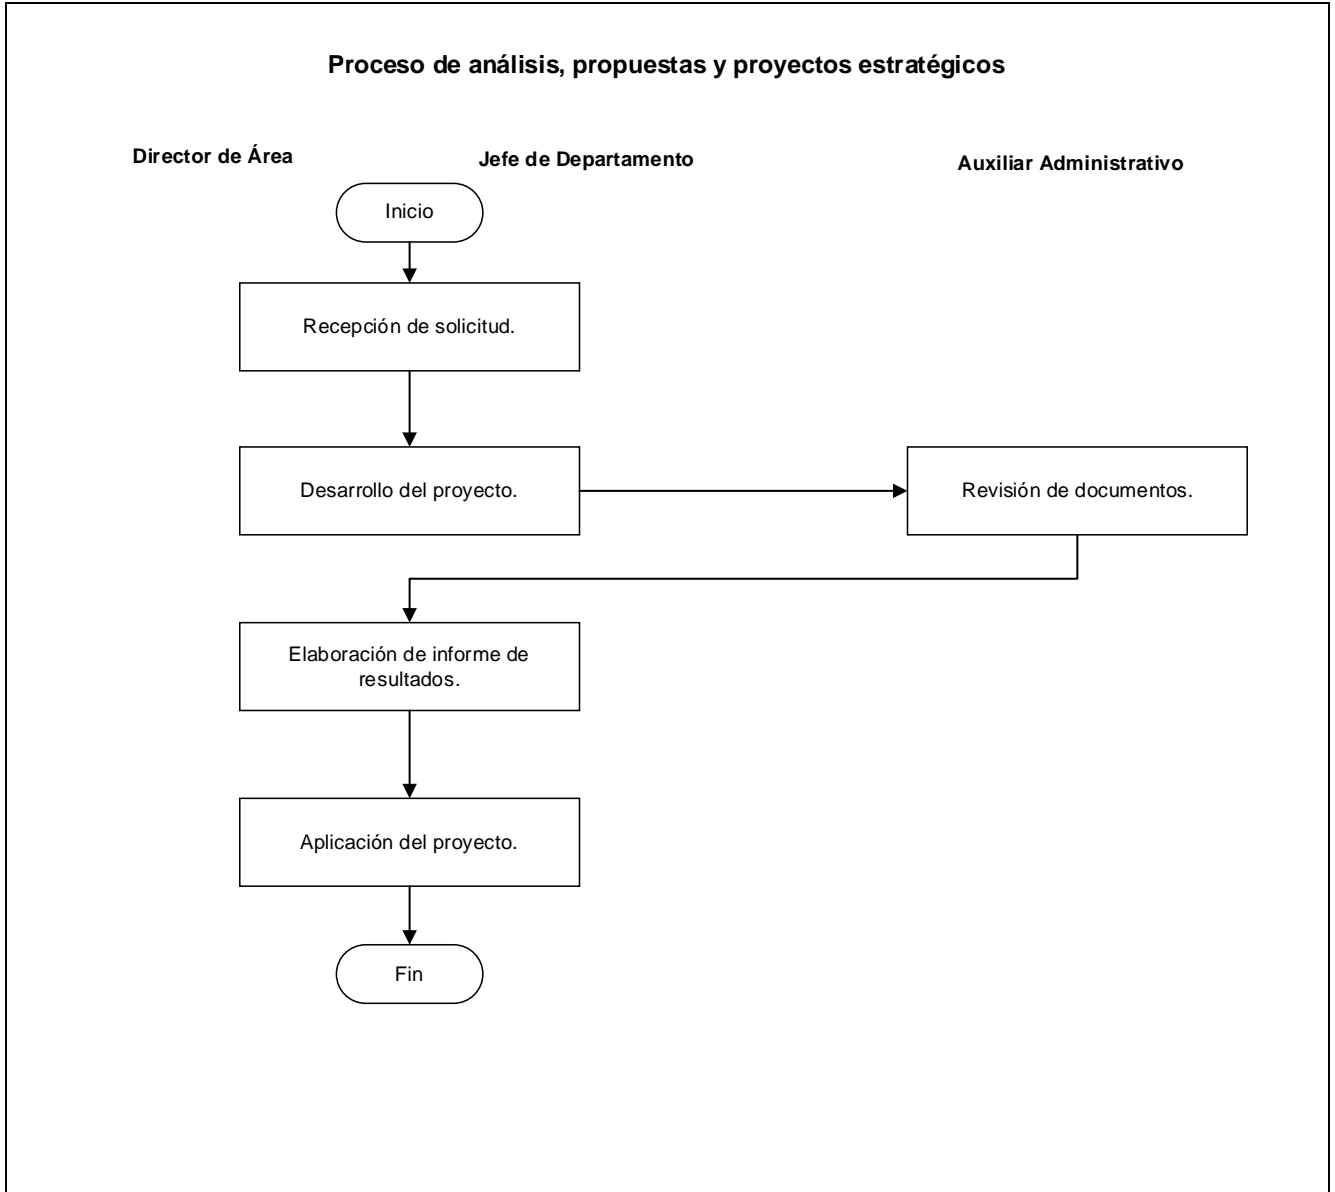 Proceso de análisis, propuestas y proyectos estratégicos
Director de Área
Jefe de Departamento
Auxiliar Administrativo
Inicio
Recepción de solicitud.
Desarrollo del proyecto.
Revisión de documentos.
Elaboración de informe de
resultados.
Aplicación del proyecto.
Fin